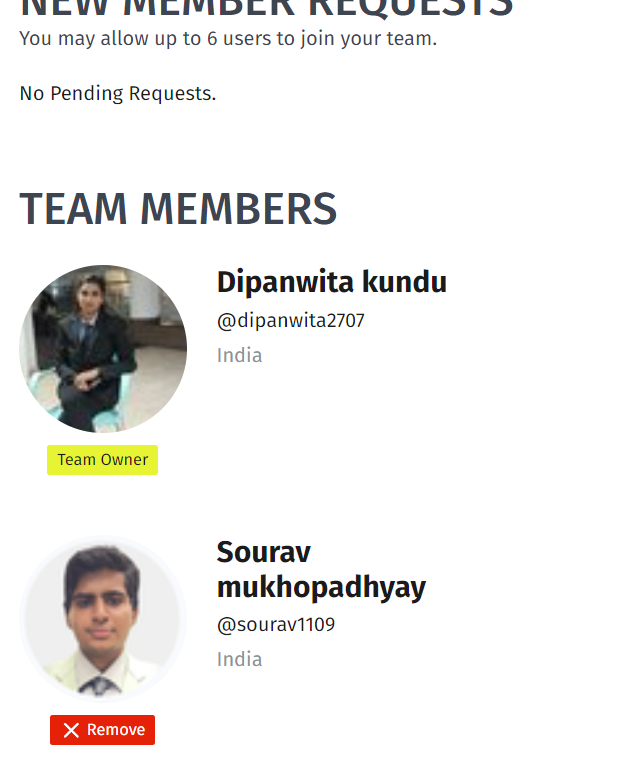 NEW MEMBER REQUESTS
You may allow up to 6 users to join your team.
No Pending Requests.
TEAM MEMBERS
Dipanwita kundu
@dipanwita2707
India
Team Owner
Sourav
mukhopadhyay
@sourav1109
India
Remove